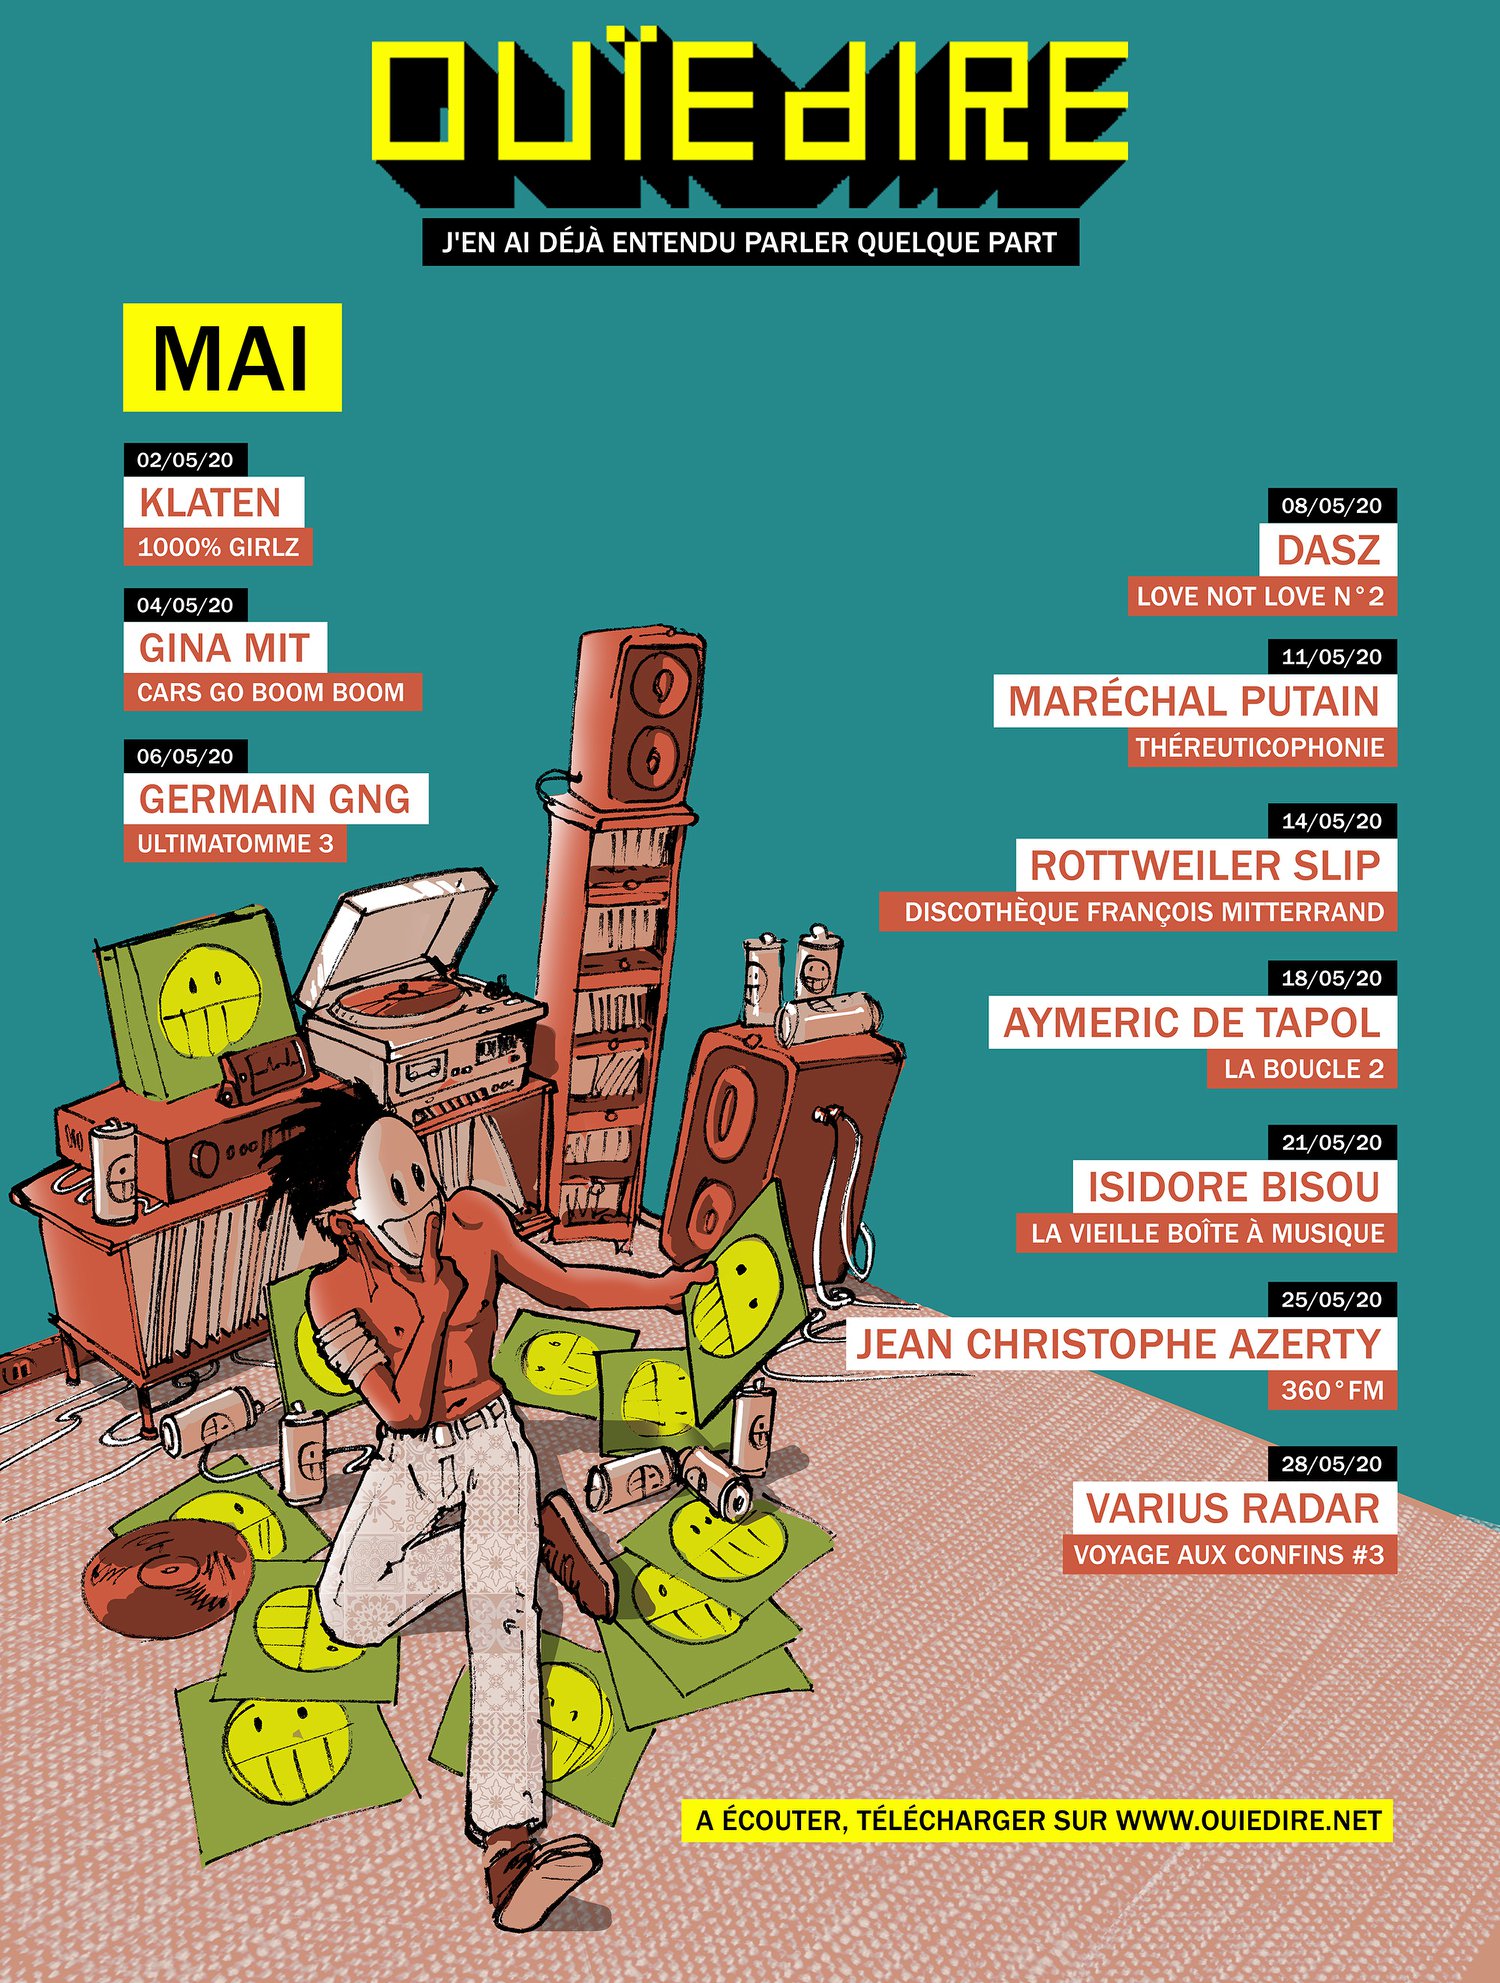 OUÏEdIRE
J'EN AI DÉJÀ ENTENDU PARLER QUELQUE PART
MAI
02/05/20
KLATEN
1000% GIRLZ
04/05/20
GINA MIT
CARS GO BOOM BOOM
06/05/20
GERMAIN GNG
ULTIMATOMME 3
08/05/20
DASZ
LOVE NOT LOVE N°2
11/05/20
MARÉCHAL PUTAIN
THÉREUTICOPHONIE
14/05/20
ROTTWEILER SLIP
DISCOTHÈQUE FRANÇOIS MITTERRAND
18/05/20
AYMERIC DE TAPOL
LA BOUCLE 2
21/05/20
ISIDORE BISOU
LA VIEILLE BOÎTE À MUSIQUE
25/05/20
JEAN CHRISTOPHE AZERTY
360°FM
28/05/20
VARIUS RADAR
VOYAGE AUX CONFINS #3
A ÉCOUTER, TÉLÉCHARGER SUR WWW.OUIEDIRE.NET